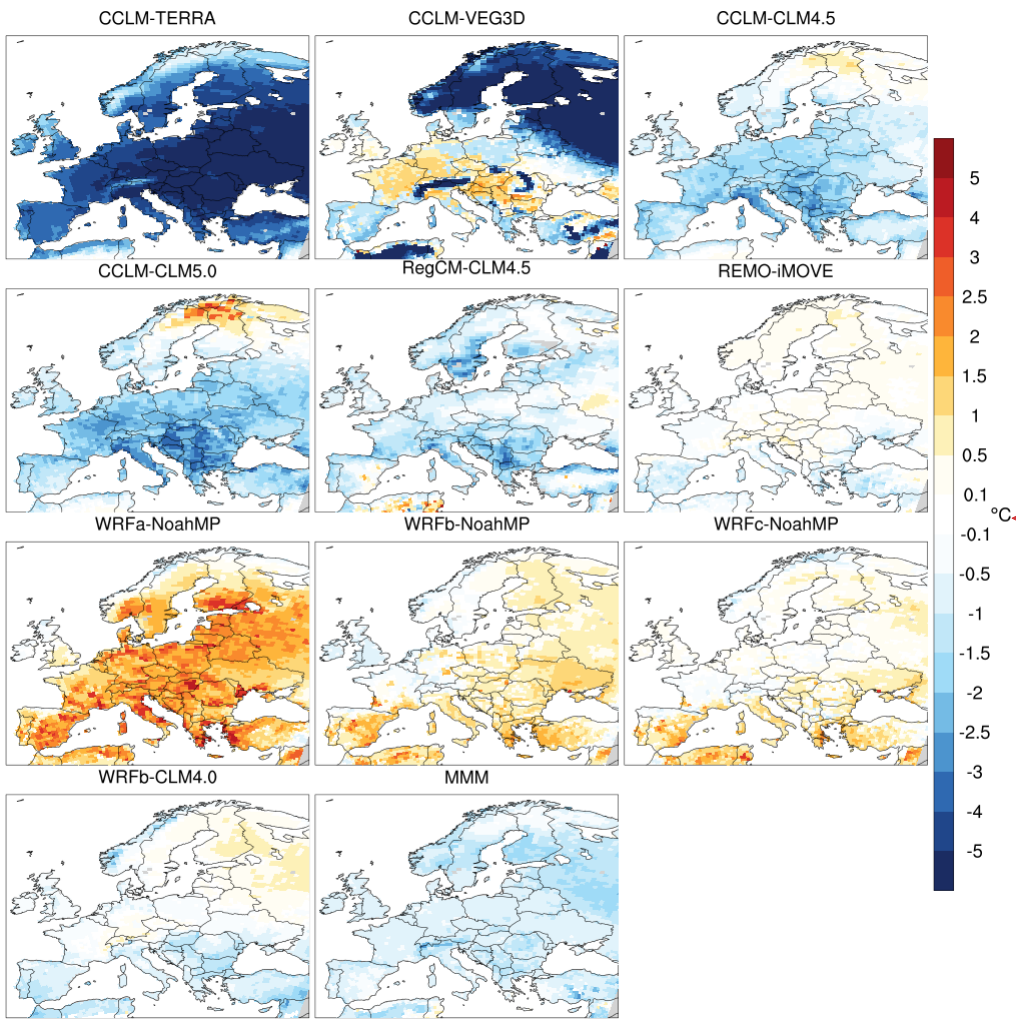 CCLM-TERRA
CCLM-VEG3D
CCLM-CLM4.5
CCLM-CLM5.0
RegCM-CLM4.5
REMO-iMOVE
WRFa-NoahMP
WRFb-NoahMP
WRFc-NoahMP
WRFb-CLM4.0
MMM
5
4
3
2.5
2
1.5
1
0.5
0.1
°C
-0.1
-0.5
-1
-1.5
-2
-2.5
-3
-4
-5